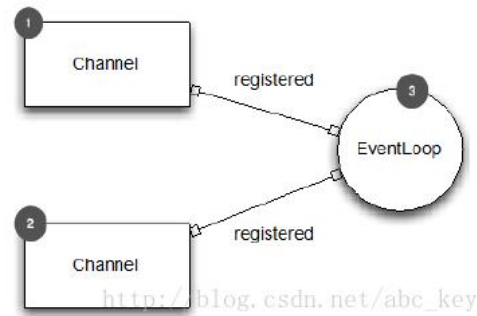 1
Channel
registered
3
EventLoop
2
registered
Channel
http://blog.csdn.net/abc_key